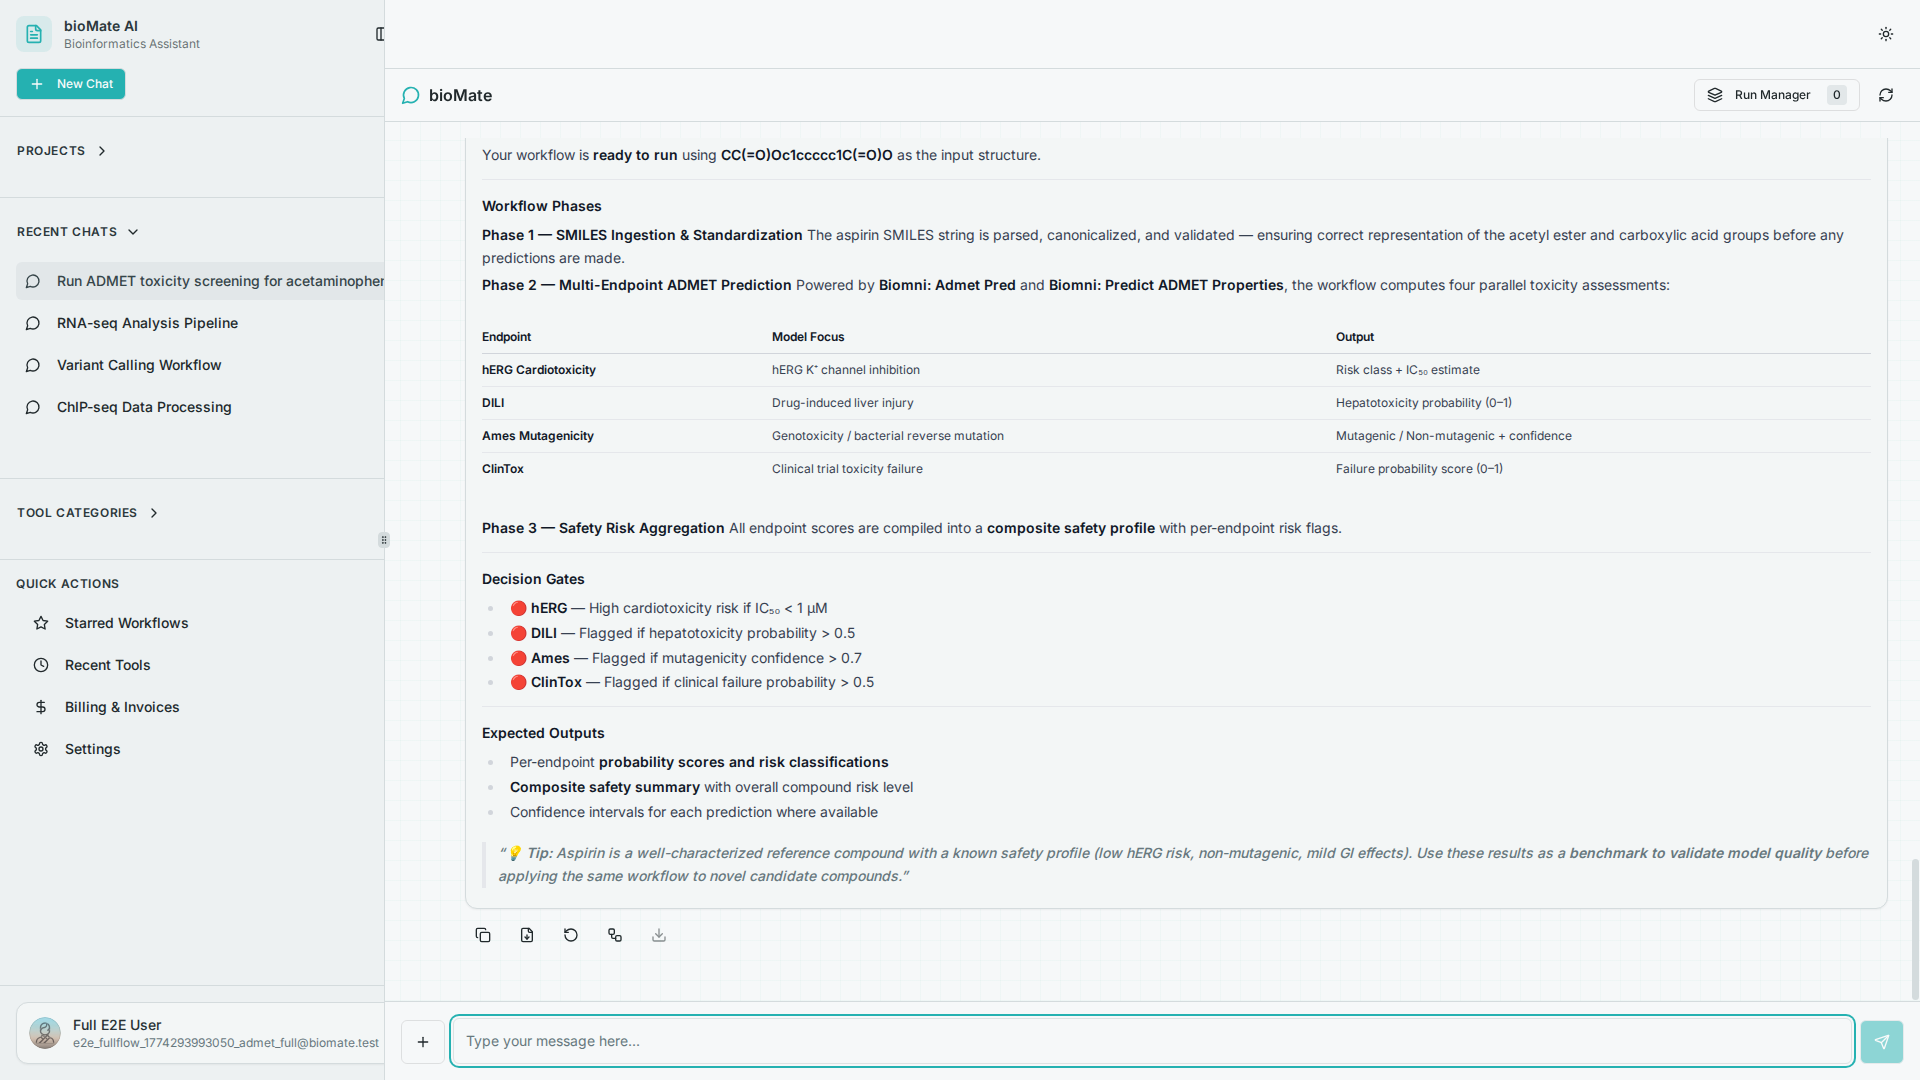 bioMate AI
Bioinformatics Assistant
New Chat
PROJECTS
RECENT CHATS
Run ADMET toxicity screening for acetaminophen
RNA-seq Analysis Pipeline
Variant Calling Workflow
ChIP-seq Data Processing
TOOL CATEGORIES
QUICK ACTIONS
Starred Workflows
Recent Tools
Billing & Invoices
Settings
Full E2E User
e2e_fullflow_1774293993050_admet_full@biomate.test
bioMate
Run Manager 0
Your workflow is ready to run using CC(=O)Oc1ccccc1C(=O)O as the input structure.
Workflow Phases
Phase 1 — SMILES Ingestion & Standardization The aspirin SMILES string is parsed, canonicalized, and validated — ensuring correct representation of the acetyl ester and carboxylic acid groups before any
predictions are made.
Phase 2 — Multi-Endpoint ADMET Prediction Powered by Biomni: Admet Pred and Biomni: Predict ADMET Properties, the workflow computes four parallel toxicity assessments:
Endpoint Model Focus Output
hERG Cardiotoxicity hERG K⁺ channel inhibition Risk class + IC₅₀ estimate
DILI Drug-induced liver injury Hepatotoxicity probability (0–1)
Ames Mutagenicity Genotoxicity / bacterial reverse mutation Mutagenic / Non-mutagenic + confidence
ClinTox Clinical trial toxicity failure Failure probability score (0–1)
Phase 3 — Safety Risk Aggregation All endpoint scores are compiled into a composite safety profile with per-endpoint risk flags.
Decision Gates
🔴 hERG — High cardiotoxicity risk if IC₅₀ < 1 μM
🔴 DILI — Flagged if hepatotoxicity probability > 0.5
🔴 Ames — Flagged if mutagenicity confidence > 0.7
🔴 ClinTox — Flagged if clinical failure probability > 0.5
Expected Outputs
Per-endpoint probability scores and risk classifications
Composite safety summary with overall compound risk level
Confidence intervals for each prediction where available
“💡 Tip: Aspirin is a well-characterized reference compound with a known safety profile (low hERG risk, non-mutagenic, mild GI effects). Use these results as a benchmark to validate model quality before
applying the same workflow to novel candidate compounds.”
Type your message here...